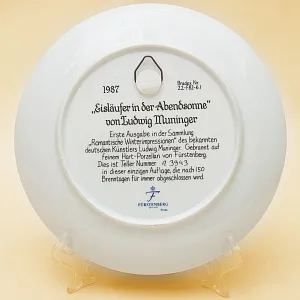 1987
Bradex Nr.
22-F82-6.1
„Eisläufer in der Abendsonne“
von Ludwig Muninger
Erste Ausgabe in der Sammlung
„Romantische Winterimpressionen“ des bekannten
deutschen Künstlers Ludwig Muninger. Gebrannt auf
Feinem Hart-Porzellan von Fürstenberg.
Dies ist Teller Nummer
in dieser einzigen Auflage, die nach 150
Brenntagen für immer abgeschlossen wird.
F
FÜRSTENBERG